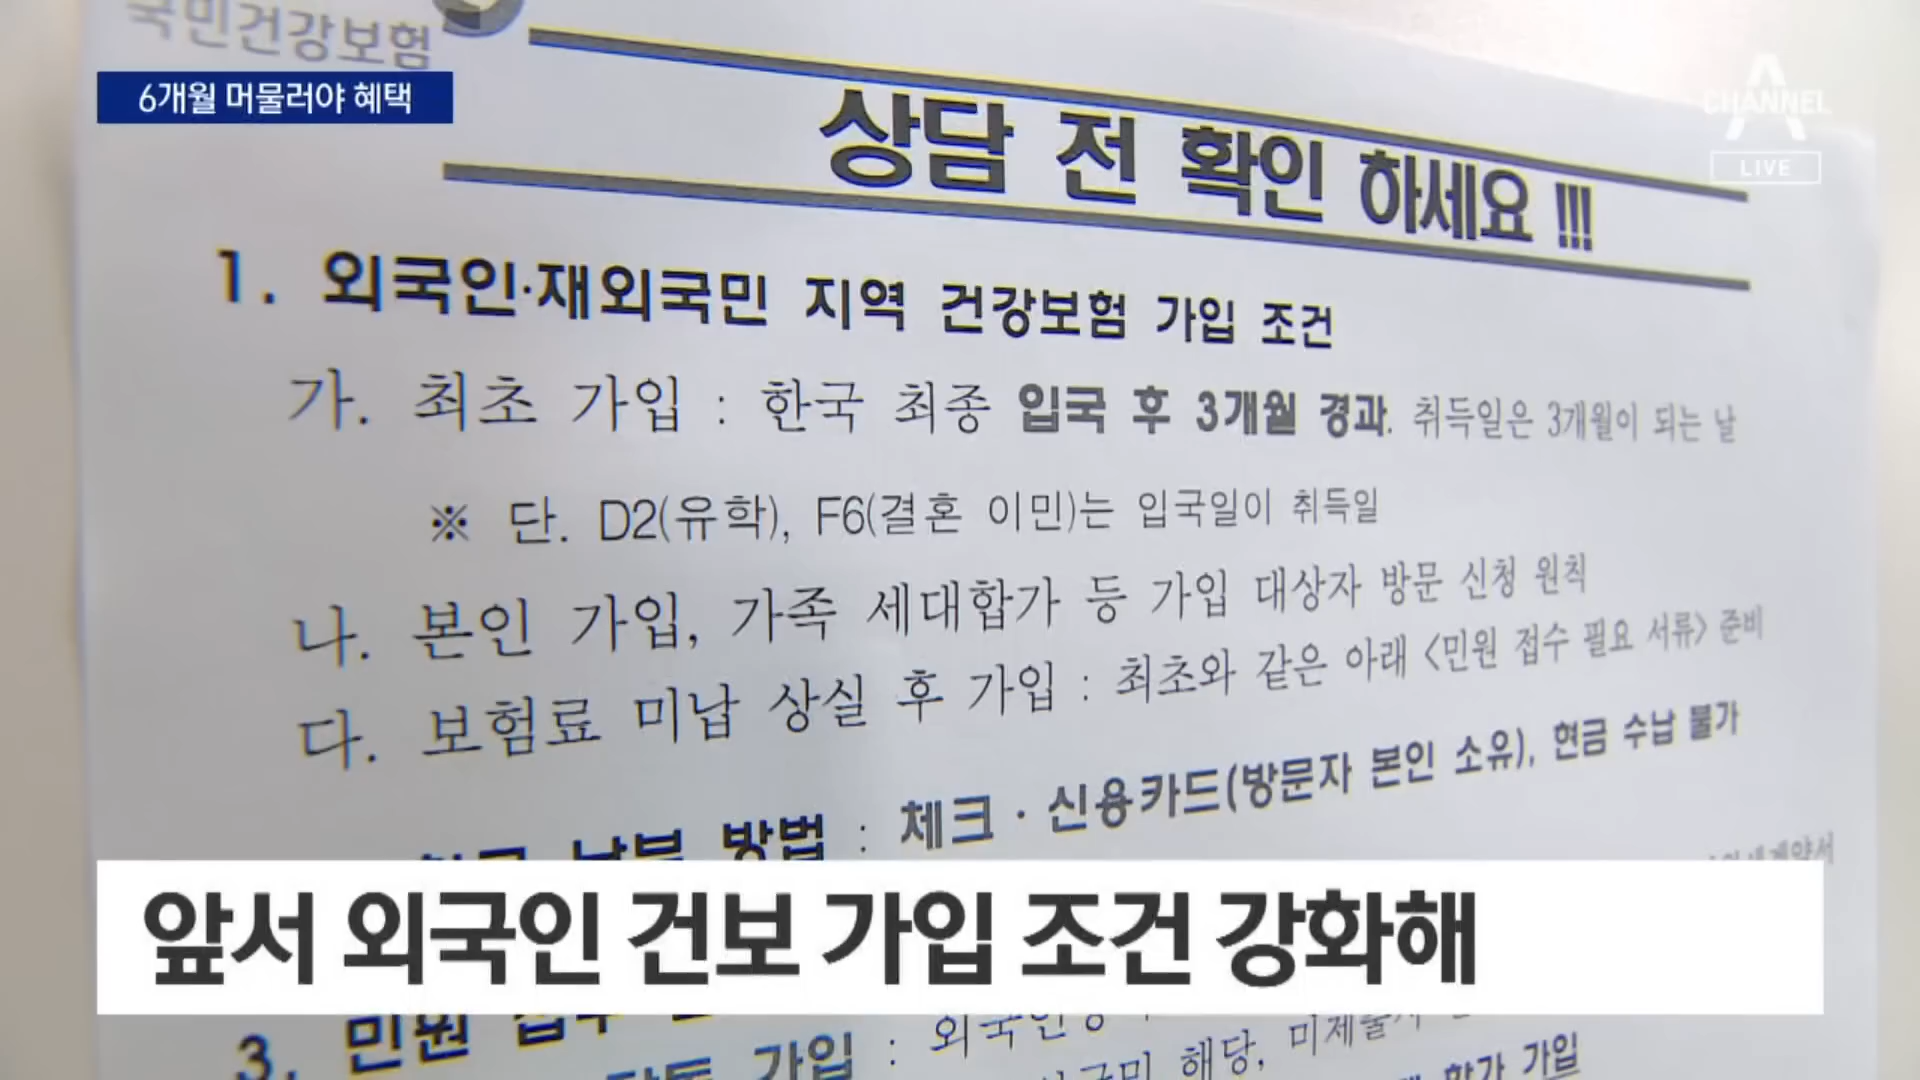 국민건강보험
6개월 머물러야 혜택
CHANNEL A
LIVE
상담 전 확인 하세요 !!!
1. 외국인·재외국민 지역 건강보험 가입 조건
가. 최초 가입 : 한국 최종 입국 후 3개월 경과. 취득일은 3개월이 되는 날
※ 단. D2(유학), F6(결혼 이민)는 입국일이 취득일
나. 본인 가입, 가족 세대합가 등 가입 대상자 방문 신청 원칙
다. 보험료 미납 상실 후 가입 : 최초와 같은 아래 <민원 접수 필요 서류> 준비
방법 : 체크 · 신용카드(방문자 본인 소유), 현금 수납 불가
앞서 외국인 건보 가입 조건 강화해
3. 민원
가입 :
해당,
가입